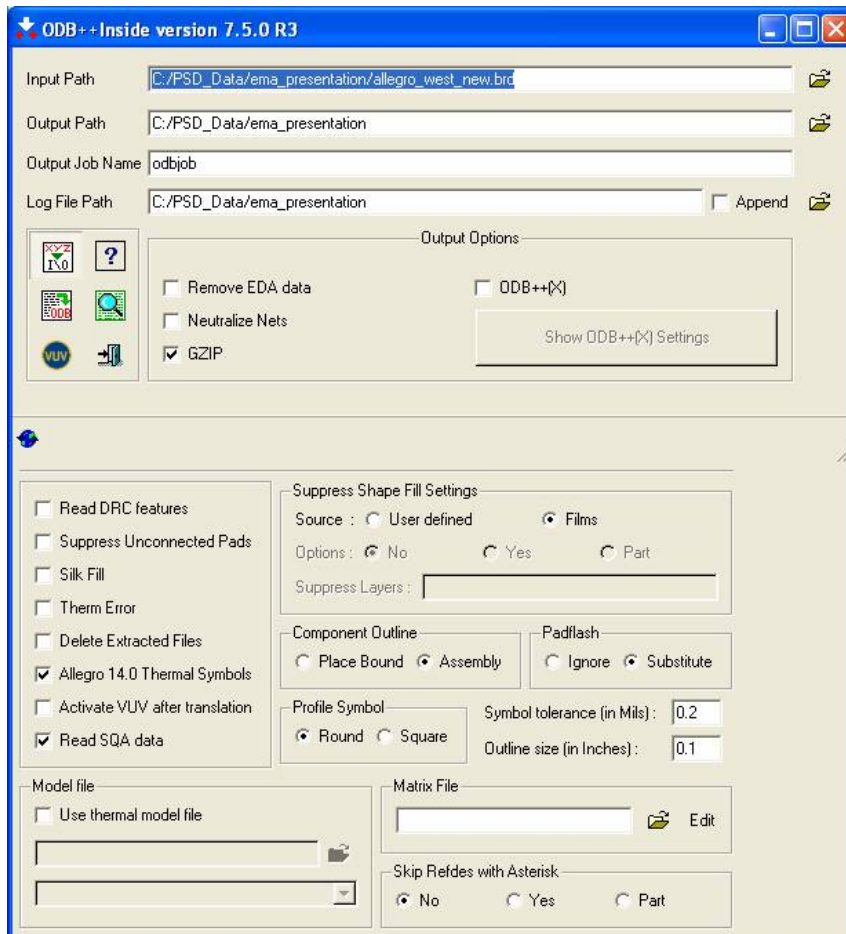 ODB++Inside version 7.5.0 R3
Input Path C:/PSD_Data/ema_presentation/allegro_west_new.brd
Output Path C:/PSD_Data/ema_presentation
Output Job Name odbjob
Log File Path C:/PSD_Data/ema_presentation Append
XYZ
I\O
?
ODB
VUV
Output Options
Remove EDA data ODB++(X)
Neutralize Nets
Show ODB++(X) Settings
GZIP
Read DRC features
Suppress Unconnected Pads
Silk Fill
Therm Error
Delete Extracted Files
Allegro 14.0 Thermal Symbols
Activate VUV after translation
Read SQA data
Suppress Shape Fill Settings
Source : User defined Films
Options : No Yes Part
Suppress Layers :
Component Outline
Place Bound Assembly
Padflash
Ignore Substitute
Profile Symbol
Round Square
Symbol tolerance (in Mils) : 0.2
Outline size (in Inches) : 0.1
Model file
Use thermal model file
Matrix File
Edit
Skip Refdes with Asterisk
No Yes Part